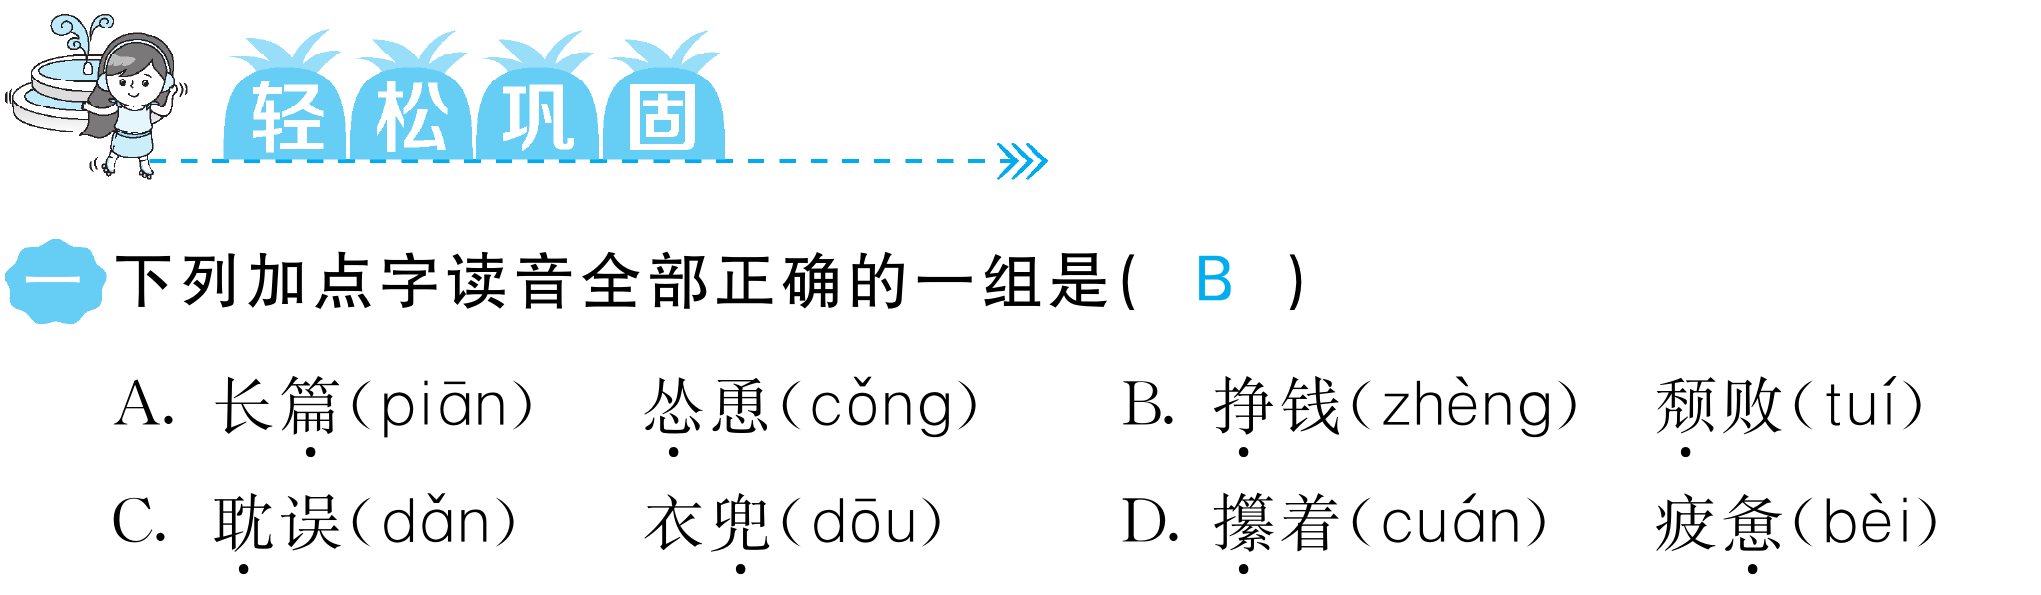 轻松巩固
一 下列加点字读音全部正确的一组是( B )
A. 长篇(piān) 怂恿(cǒng) B. 挣钱(zhèng) 颓败(tuí)
C. 耽误(dǎn) 衣兜(dōu) D. 攥着(cuán) 疲惫(bèi)